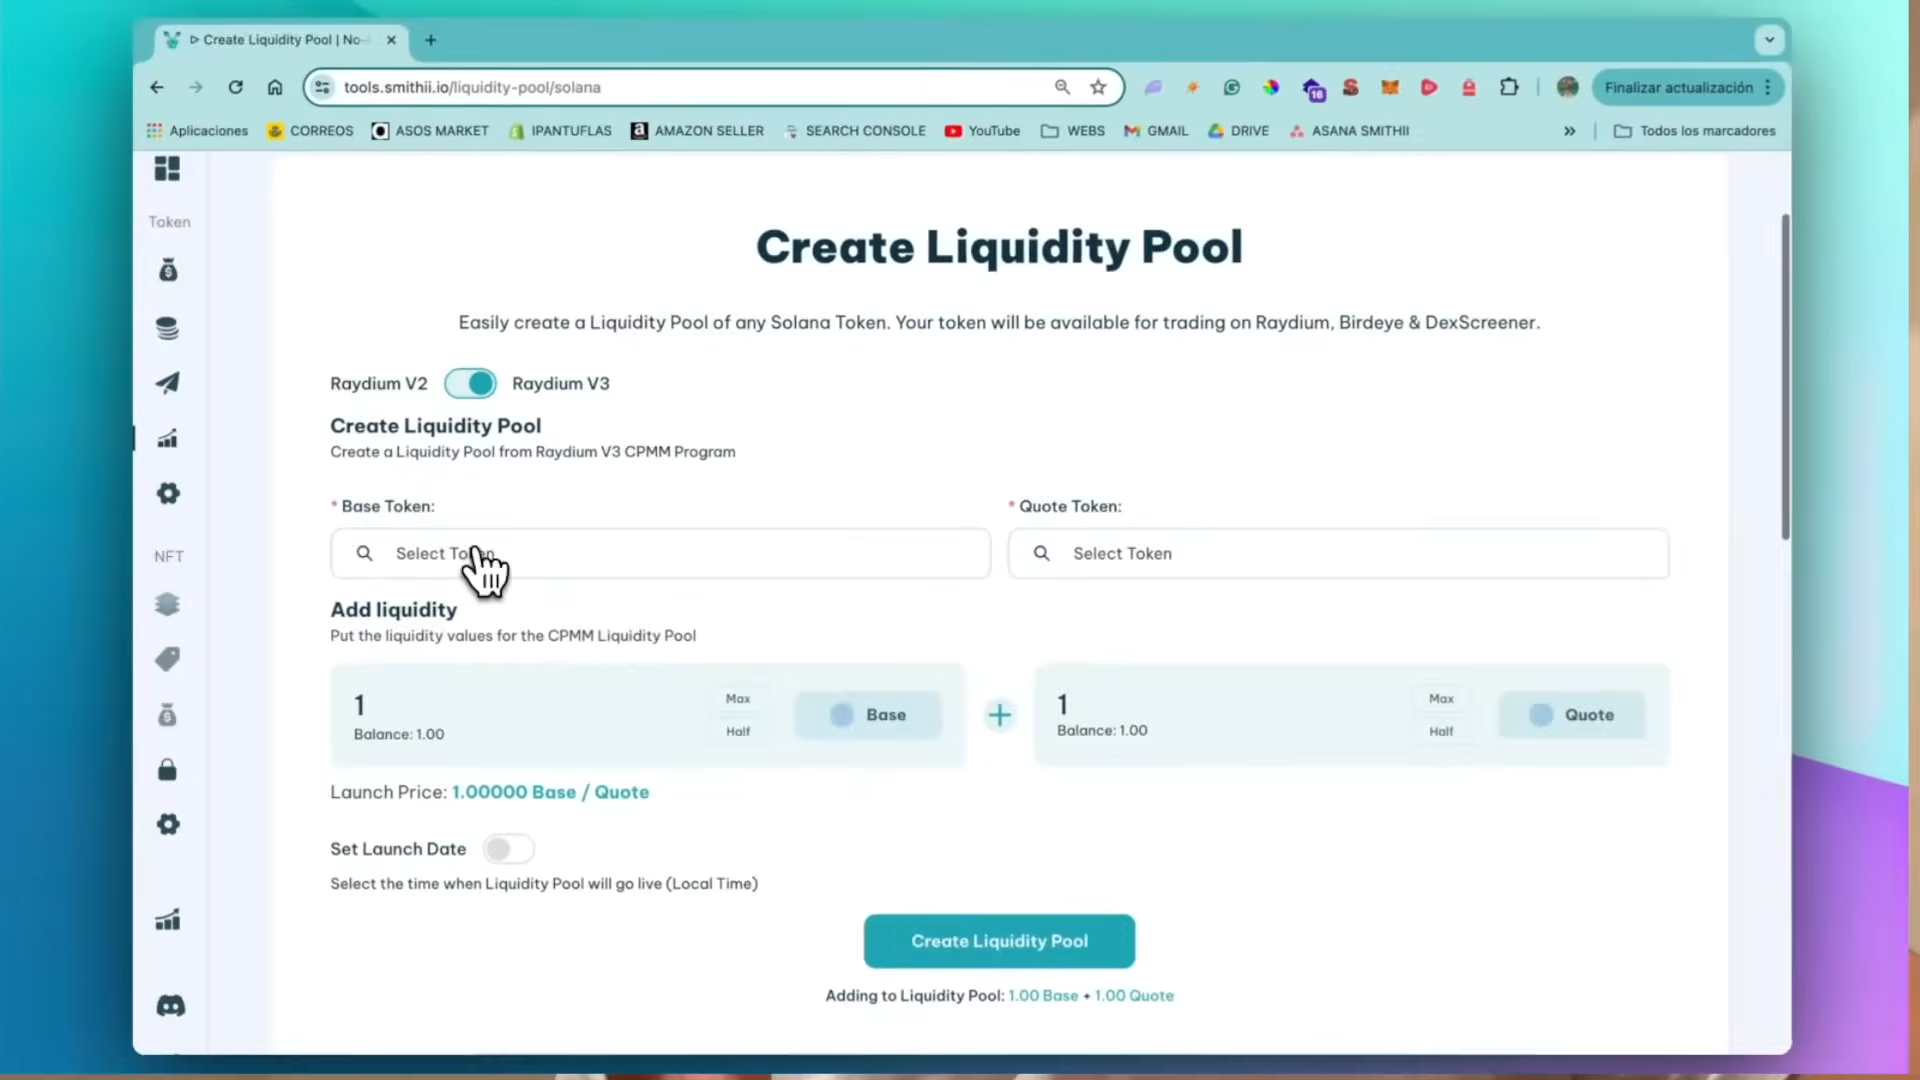 ▷ Create Liquidity Pool | No-
tools.smithii.io/liquidity-pool/solana
16
Finalizar actualización
Aplicaciones
CORREOS
ASOS MARKET
IPANTUFLAS
AMAZON SELLER
SEARCH CONSOLE
YouTube
WEBS
GMAIL
DRIVE
ASANA SMITHII
»
Todos los marcadores
Token
NFT
Create Liquidity Pool
Easily create a Liquidity Pool of any Solana Token. Your token will be available for trading on Raydium, Birdeye & DexScreener.
Raydium V2
Raydium V3
Create Liquidity Pool
Create a Liquidity Pool from Raydium V3 CPMM Program
* Base Token:
* Quote Token:
Select Token
Select Token
Add liquidity
Put the liquidity values for the CPMM Liquidity Pool
1
Balance: 1.00
Max
Half
Base
+
1
Balance: 1.00
Max
Half
Quote
Launch Price: 1.00000 Base / Quote
Set Launch Date
Select the time when Liquidity Pool will go live (Local Time)
Create Liquidity Pool
Adding to Liquidity Pool: 1.00 Base + 1.00 Quote